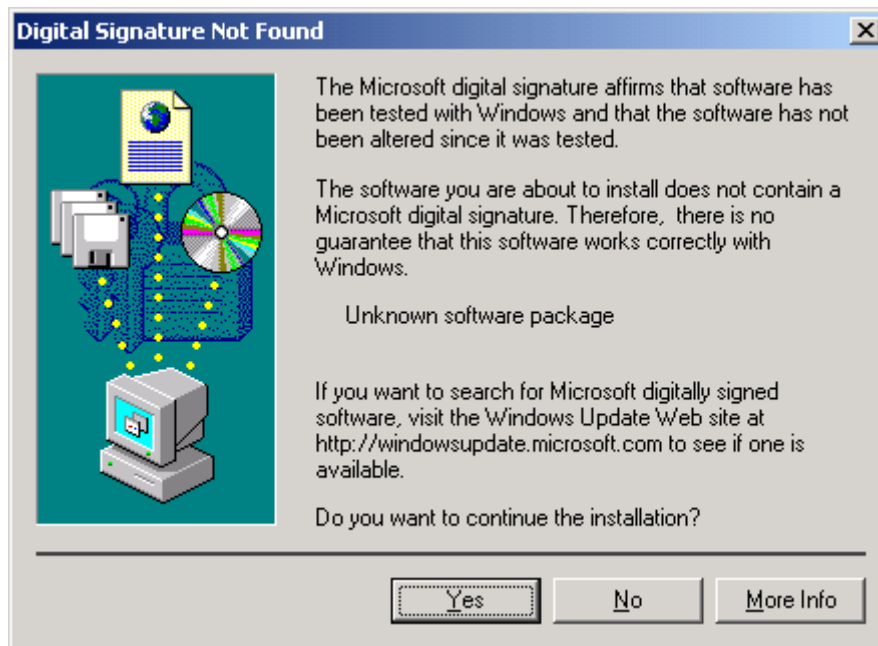 Digital Signature Not Found
The Microsoft digital signature affirms that software has
been tested with Windows and that the software has not
been altered since it was tested.
The software you are about to install does not contain a
Microsoft digital signature. Therefore,  there is no
guarantee that this software works correctly with
Windows.
Unknown software package
If you want to search for Microsoft digitally signed
software, visit the Windows Update Web site at
http://windowsupdate.microsoft.com to see if one is
available.
Do you want to continue the installation?
Yes No More Info